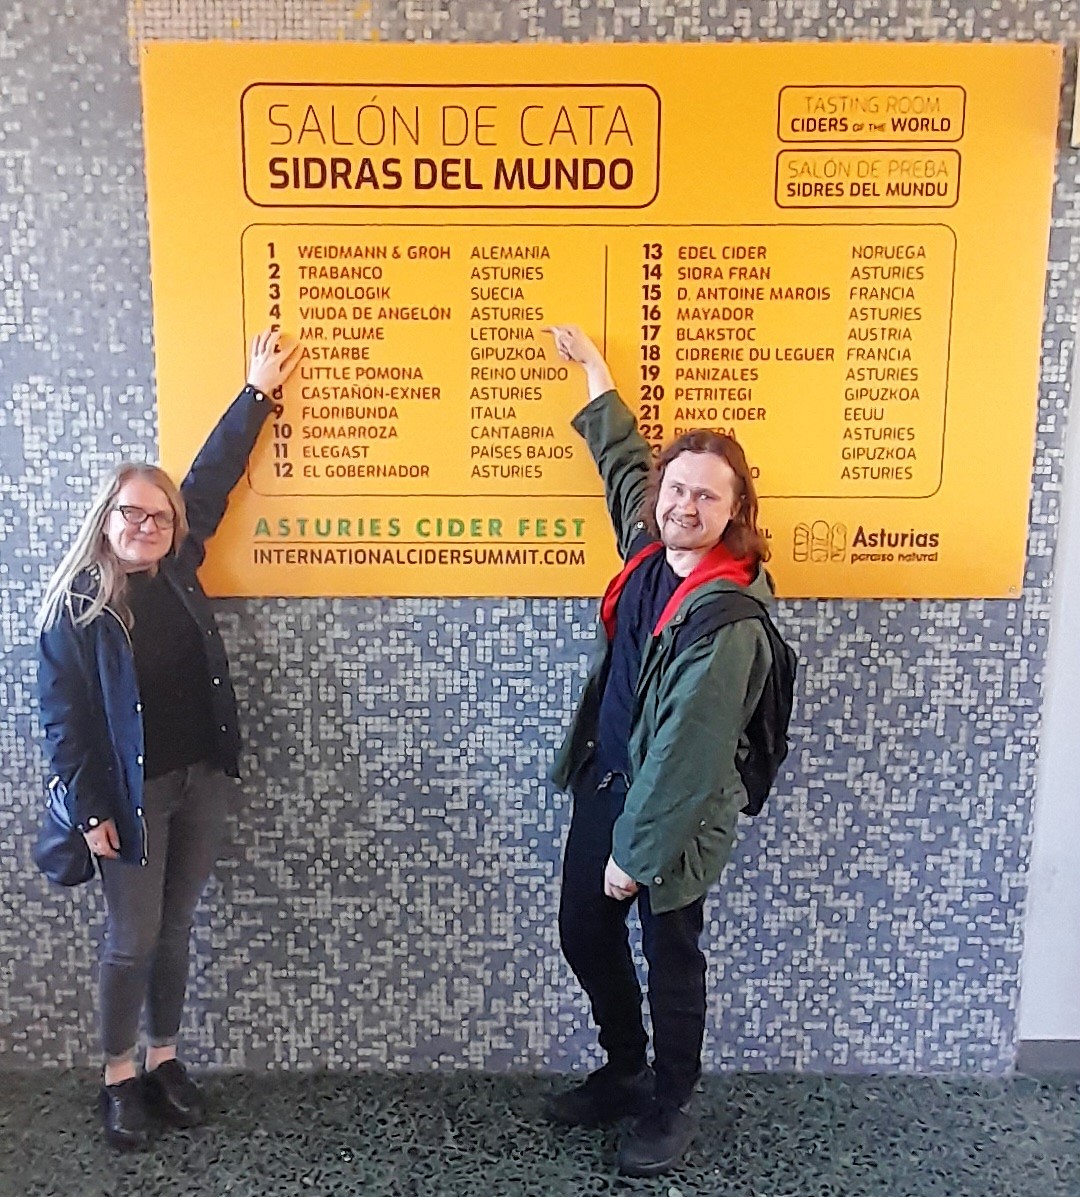 SALÓN DE CATA
SIDRAS DEL MUNDO
TASTING ROOM
CIDERS OF THE WORLD
SALÓN DE PREBA
SIDRES DEL MUNDU
1 WEIDMANN & GROH ALEMANIA
2 TRABANCO ASTURIES
3 POMOLOGIK SUECIA
4 VIUDA DE ANGELÓN ASTURIES
5 MR. PLUME LETONIA
ASTARBE GIPUZKOA
LITTLE POMONA REINO UNIDO
8 CASTAÑON-EXNER ASTURIES
9 FLORIBUNDA ITALIA
10 SOMARROZA CANTABRIA
11 ELEGAST PAÍSES BAJOS
12 EL GOBERNADOR ASTURIES
13 EDEL CIDER NORUEGA
14 SIDRA FRAN ASTURIES
15 D. ANTOINE MAROIS FRANCIA
16 MAYADOR ASTURIES
17 BLAKSTOC AUSTRIA
18 CIDRERIE DU LEGUER FRANCIA
19 PANIZALES ASTURIES
20 PETRITEGI GIPUZKOA
21 ANXO CIDER EEUU
22 ASTURIES
GIPUZKOA
ASTURIES
ASTURIES CIDER FEST
INTERNATIONALCIDERSUMMIT.COM
Asturias
paraíso natural